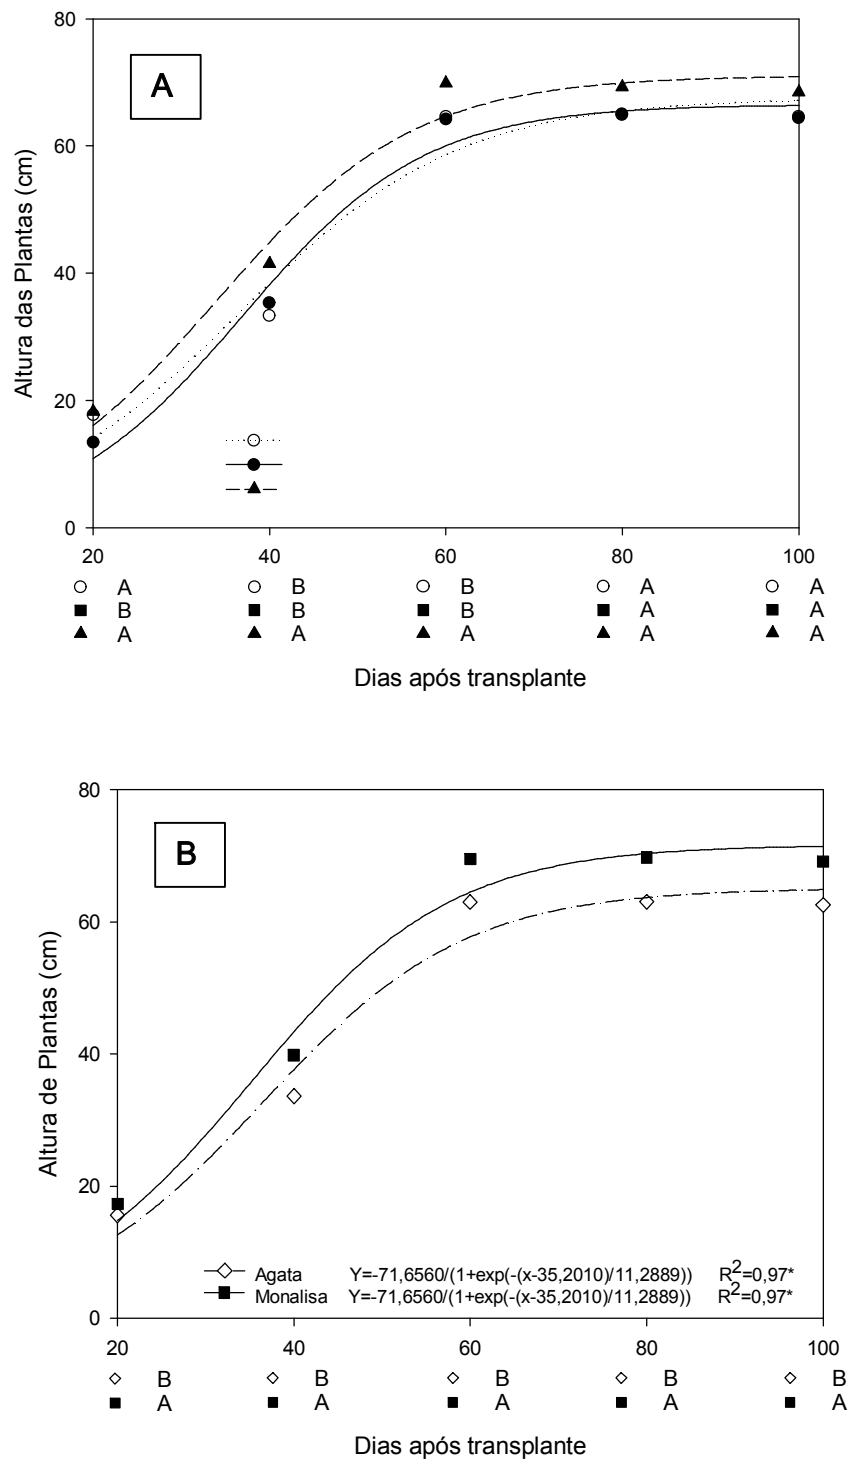 80
A
60
Altura das Plantas (cm)
40
20
0
20 40 60 80 100
A B B A A
B B B A A
A A A A A
Dias após transplante
80
B
60
Altura de Plantas (cm)
40
20
Agata Y=-71,6560/(1+exp(-(x-35,2010)/11,2889)) R2=0,97*
Monalisa Y=-71,6560/(1+exp(-(x-35,2010)/11,2889)) R2=0,97*
0
20 40 60 80 100
B B B B B
A A A A A
Dias após transplante